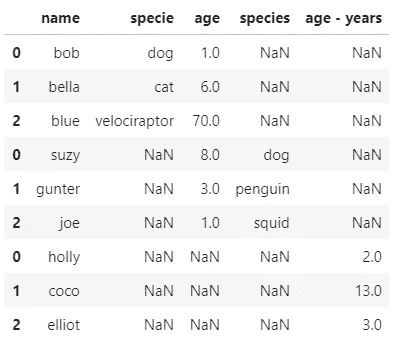 name specie age species age - years
0 bob dog 1.0 NaN NaN
1 bella cat 6.0 NaN NaN
2 blue velociraptor 70.0 NaN NaN
0 suzy NaN 8.0 dog NaN
1 gunter NaN 3.0 penguin NaN
2 joe NaN 1.0 squid NaN
0 holly NaN NaN NaN 2.0
1 coco NaN NaN NaN 13.0
2 elliot NaN NaN NaN 3.0